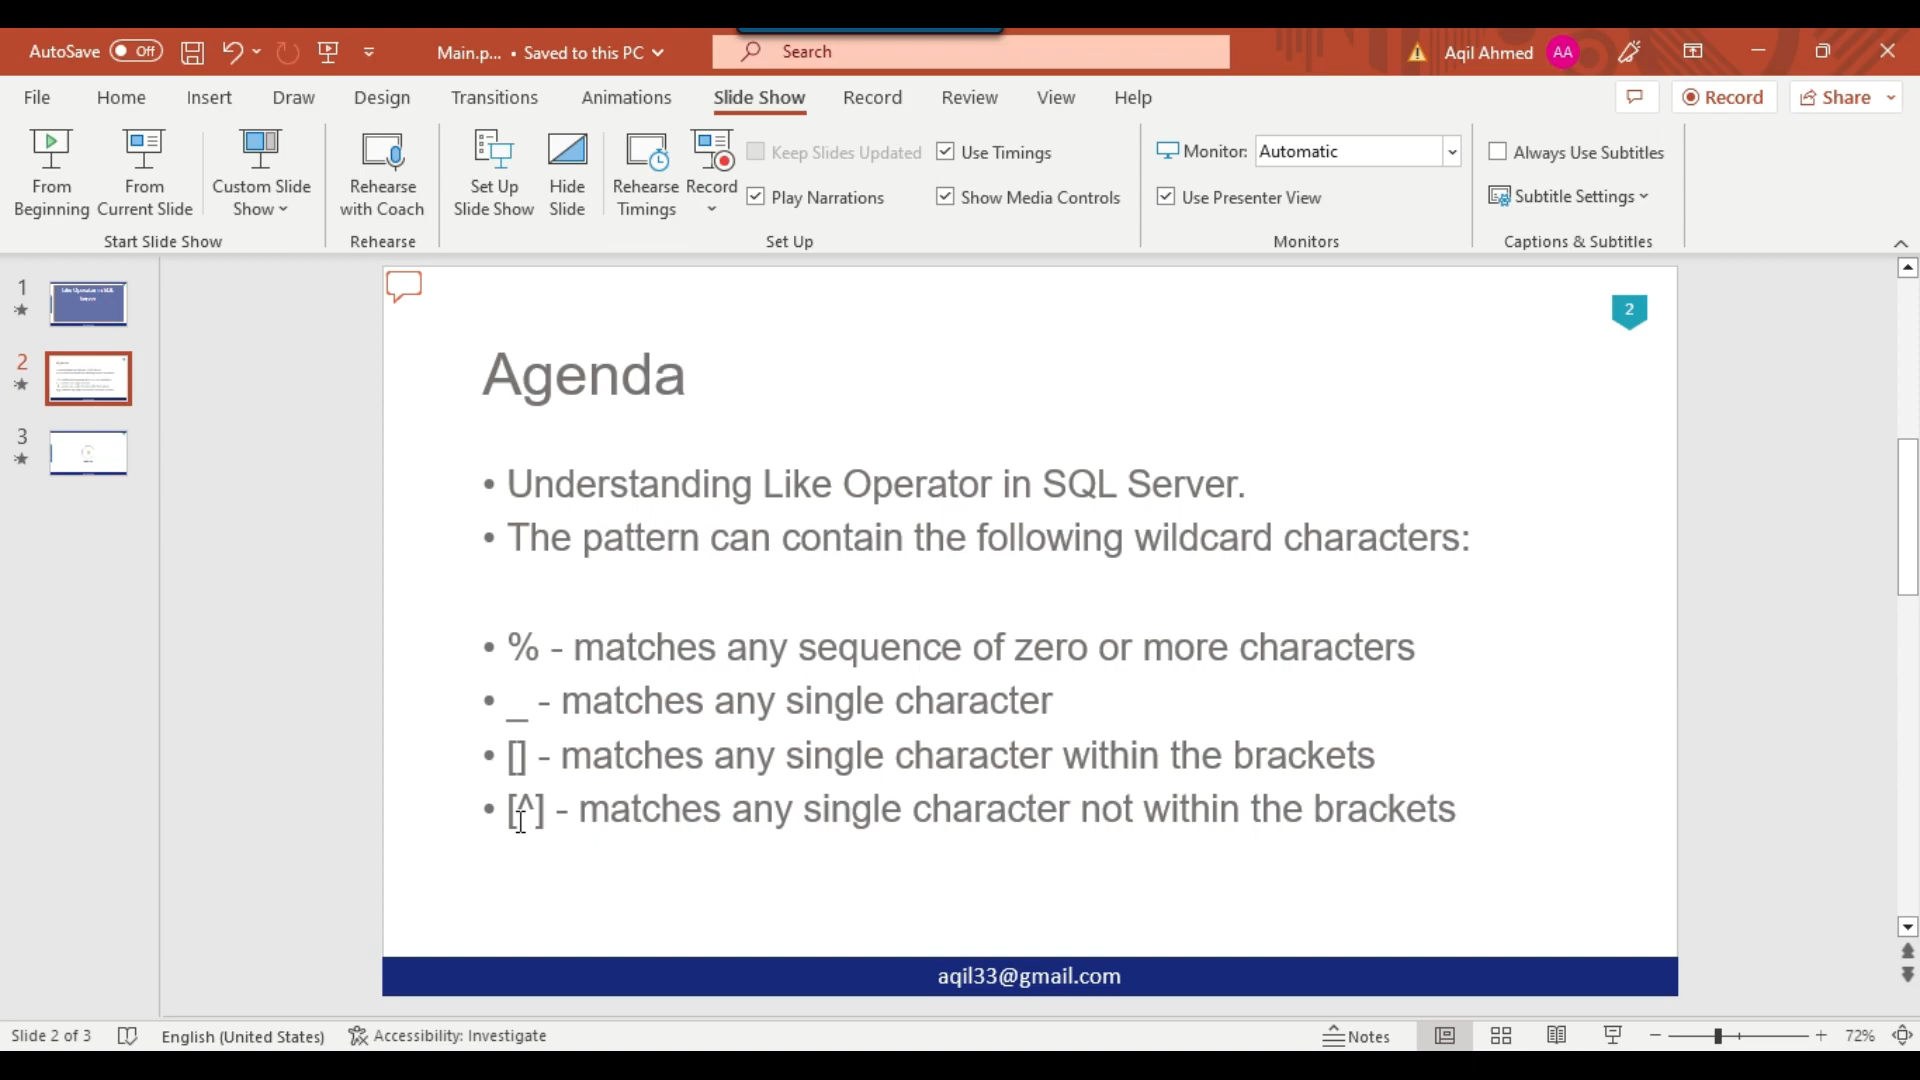 AutoSave Off Main.p... • Saved to this PC Search Aqil Ahmed AA
File Home Insert Draw Design Transitions Animations Slide Show Record Review View Help Record Share
From Beginning
From Current Slide
Custom Slide Show
Rehearse with Coach
Set Up Slide Show
Hide Slide
Rehearse Timings
Record
Keep Slides Updated
Play Narrations
Use Timings
Show Media Controls
Monitor: Automatic
Use Presenter View
Always Use Subtitles
Subtitle Settings
Start Slide Show Rehearse Set Up Monitors Captions & Subtitles
1
2
3
2
Agenda
• Understanding Like Operator in SQL Server.
• The pattern can contain the following wildcard characters:
• % - matches any sequence of zero or more characters
• _ - matches any single character
• [] - matches any single character within the brackets
• [^] - matches any single character not within the brackets
aqil33@gmail.com
Slide 2 of 3 English (United States) Accessibility: Investigate Notes 72%